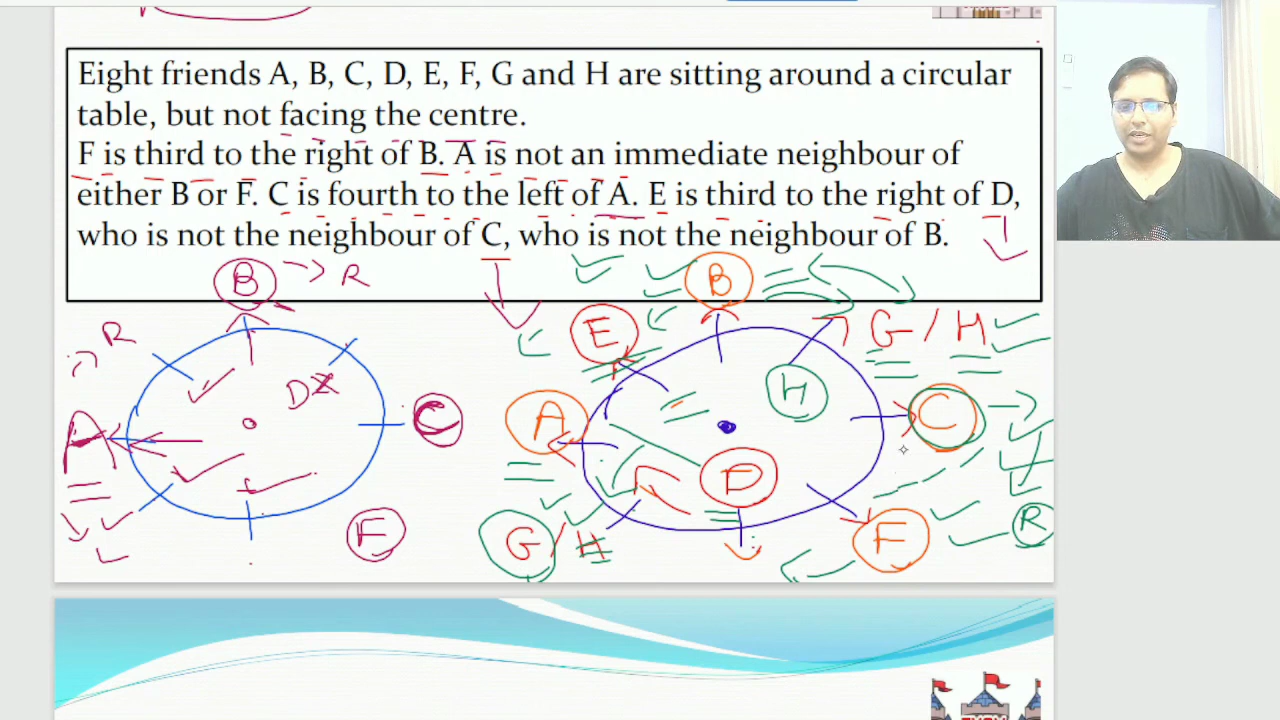 Eight friends A, B, C, D, E, F, G and H are sitting around a circular
table, but not facing the centre.
F is third to the right of B. A is not an immediate neighbour of
either B or F. C is fourth to the left of A. E is third to the right of D,
who is not the neighbour of C, who is not the neighbour of B.
B → R
B
R
E
G / H
D
H
A
C
A
C
D
R
F
G / H
F